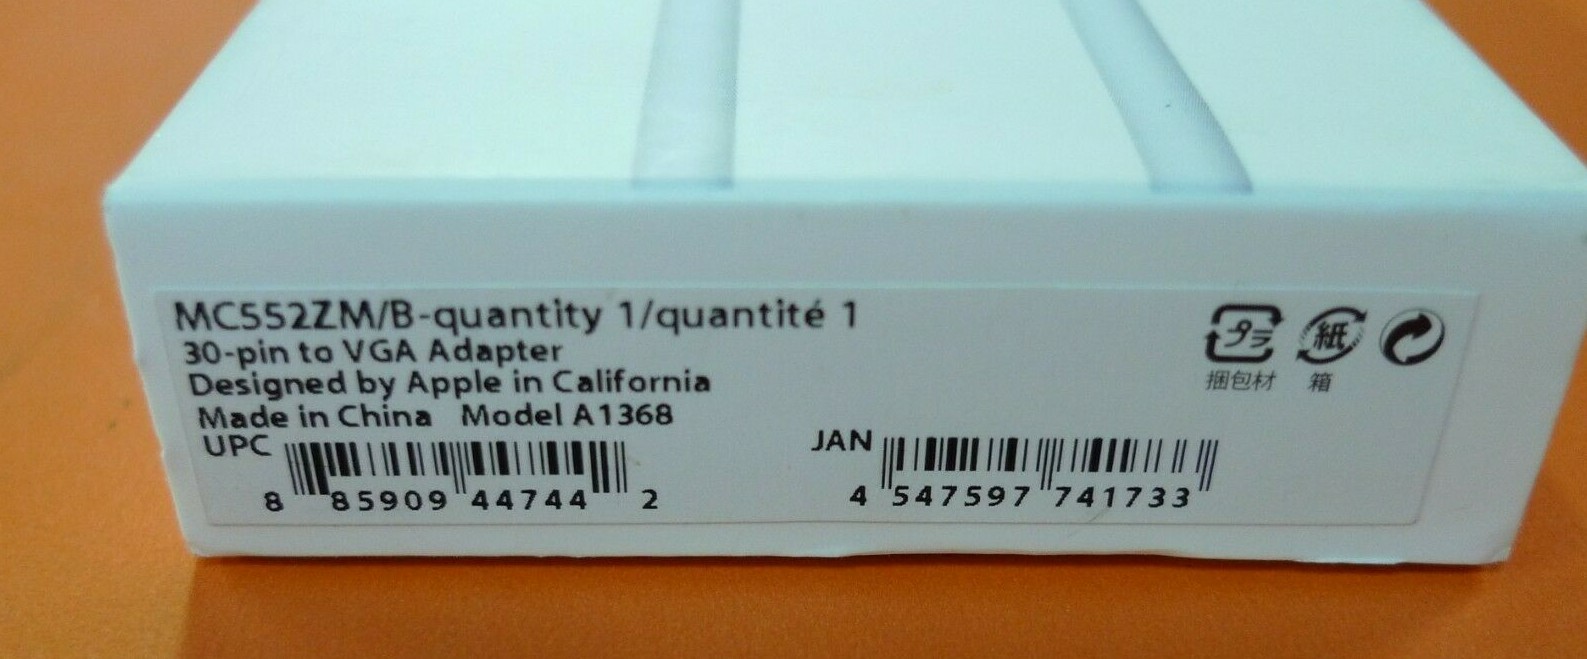 MC552ZM/B-quantity 1/quantité 1
30-pin to VGA Adapter
Designed by Apple in California
Made in China Model A1368
UPC
8 85909 44744 2
JAN
4 547597 741733
プラ
捆包材
紙
箱